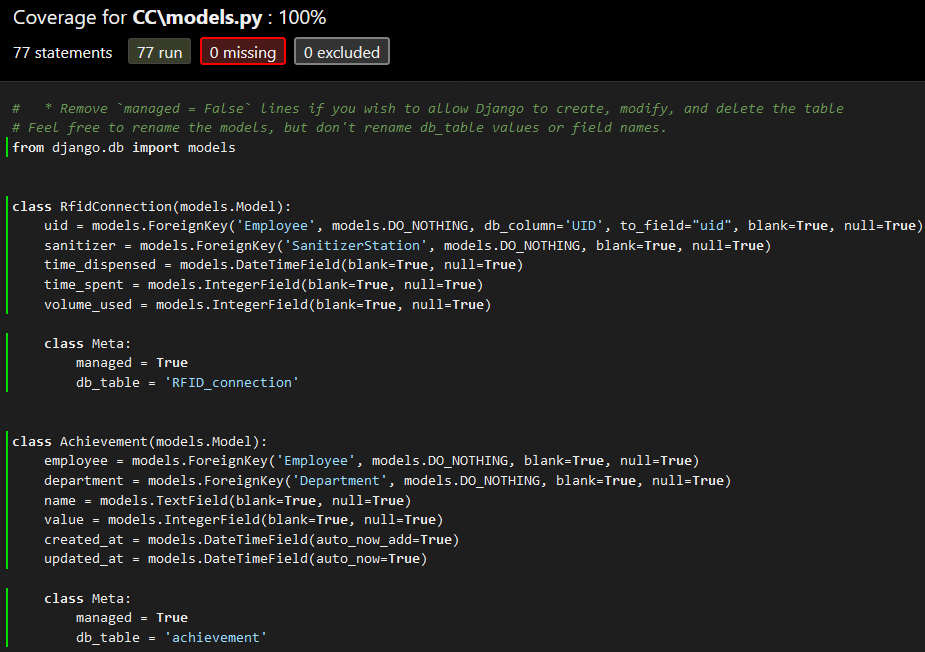 Coverage for CC\models.py : 100%
77 statements 77 run 0 missing 0 excluded
#   * Remove `managed = False` lines if you wish to allow Django to create, modify, and delete the table
# Feel free to rename the models, but don't rename db_table values or field names.
from django.db import models
class RfidConnection(models.Model):
    uid = models.ForeignKey('Employee', models.DO_NOTHING, db_column='UID', to_field="uid", blank=True, null=True)
    sanitizer = models.ForeignKey('SanitizerStation', models.DO_NOTHING, blank=True, null=True)
    time_dispensed = models.DateTimeField(blank=True, null=True)
    time_spent = models.IntegerField(blank=True, null=True)
    volume_used = models.IntegerField(blank=True, null=True)
    class Meta:
        managed = True
        db_table = 'RFID_connection'
class Achievement(models.Model):
    employee = models.ForeignKey('Employee', models.DO_NOTHING, blank=True, null=True)
    department = models.ForeignKey('Department', models.DO_NOTHING, blank=True, null=True)
    name = models.TextField(blank=True, null=True)
    value = models.IntegerField(blank=True, null=True)
    created_at = models.DateTimeField(auto_now_add=True)
    updated_at = models.DateTimeField(auto_now=True)
    class Meta:
        managed = True
        db_table = 'achievement'